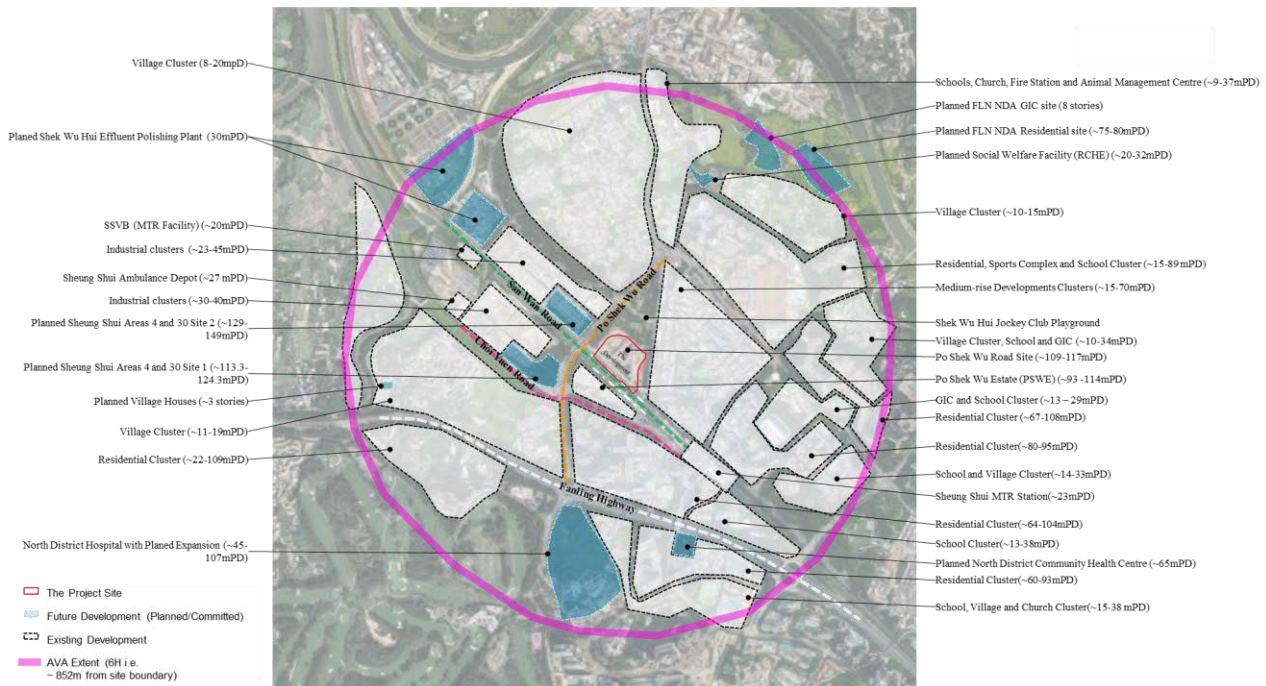 Village Cluster (8-20mpD)
Planed Shek Wu Hui Effluent Polishing Plant (30mPD)
SSVB (MTR Facility) (~20mPD)
Industrial clusters (~23-45mPD)
Sheung Shui Ambulance Depot (~27 mPD)
Industrial clusters (~30-40mPD)
Planned Sheung Shui Areas 4 and 30 Site 2 (~129-
149mPD)
Planned Sheung Shui Areas 4 and 30 Site 1 (~113.3-
124.3mPD)
Planned Village Houses (~3 stories)
Village Cluster (~11-19mPD)
Residential Cluster (~22-109mPD)
North District Hospital with Planed Expansion (~45-
107mPD)
The Project Site
Future Development (Planned/Committed)
Existing Development
AVA Extent (6H i.e.
~ 852m from site boundary)
San Wan Road
Po Shek Wu Road
Choi Yuen Road
Fanling Highway
The
Development
Schools, Church, Fire Station and Animal Management Centre (~9-37mPD)
Planned FLN NDA GIC site (8 stories)
Planned FLN NDA Residential site (~75-80mPD)
Planned Social Welfare Facility (RCHE) (~20-32mPD)
Village Cluster (~10-15mPD)
Residential, Sports Complex and School Cluster (~15-89mPD)
Medium-rise Developments Clusters (~15-70mPD)
Shek Wu Hui Jockey Club Playground
Village Cluster, School and GIC (~10-34mPD)
Po Shek Wu Road Site (~109-117mPD)
Po Shek Wu Estate (PSWE) (~93 -114mPD)
GIC and School Cluster (~13 – 29mPD)
Residential Cluster (~67-108mPD)
Residential Cluster (~80-95mPD)
School and Village Cluster(~14-33mPD)
Sheung Shui MTR Station(~23mPD)
Residential Cluster(~64-104mPD)
School Cluster(~13-38mPD)
Planned North District Community Health Centre (~65mPD)
Residential Cluster (~60-93mPD)
School, Village and Church Cluster(~15-38 mPD)